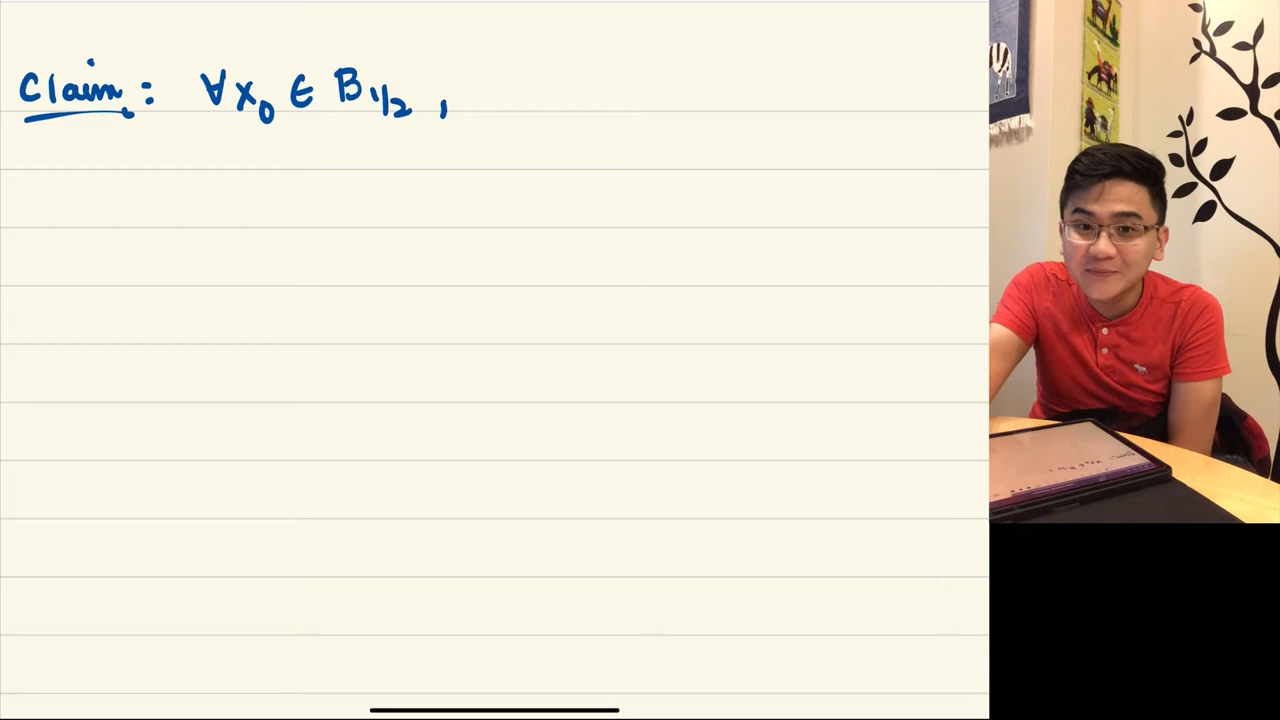 Claim: ∀x₀ ∈ B₁/₂ ,